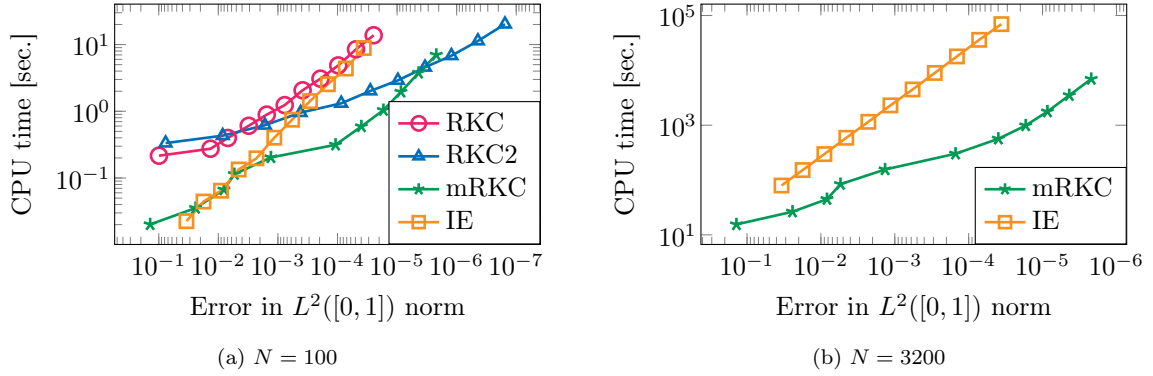 CPU time [sec.]
10^1
10^0
10^−1
RKC
RKC2
mRKC
IE
10^−1 10^−2 10^−3 10^−4 10^−5 10^−6 10^−7
Error in L^2([0, 1]) norm
(a) N = 100
CPU time [sec.]
10^5
10^3
10^1
mRKC
IE
10^−1 10^−2 10^−3 10^−4 10^−5 10^−6
Error in L^2([0, 1]) norm
(b) N = 3200